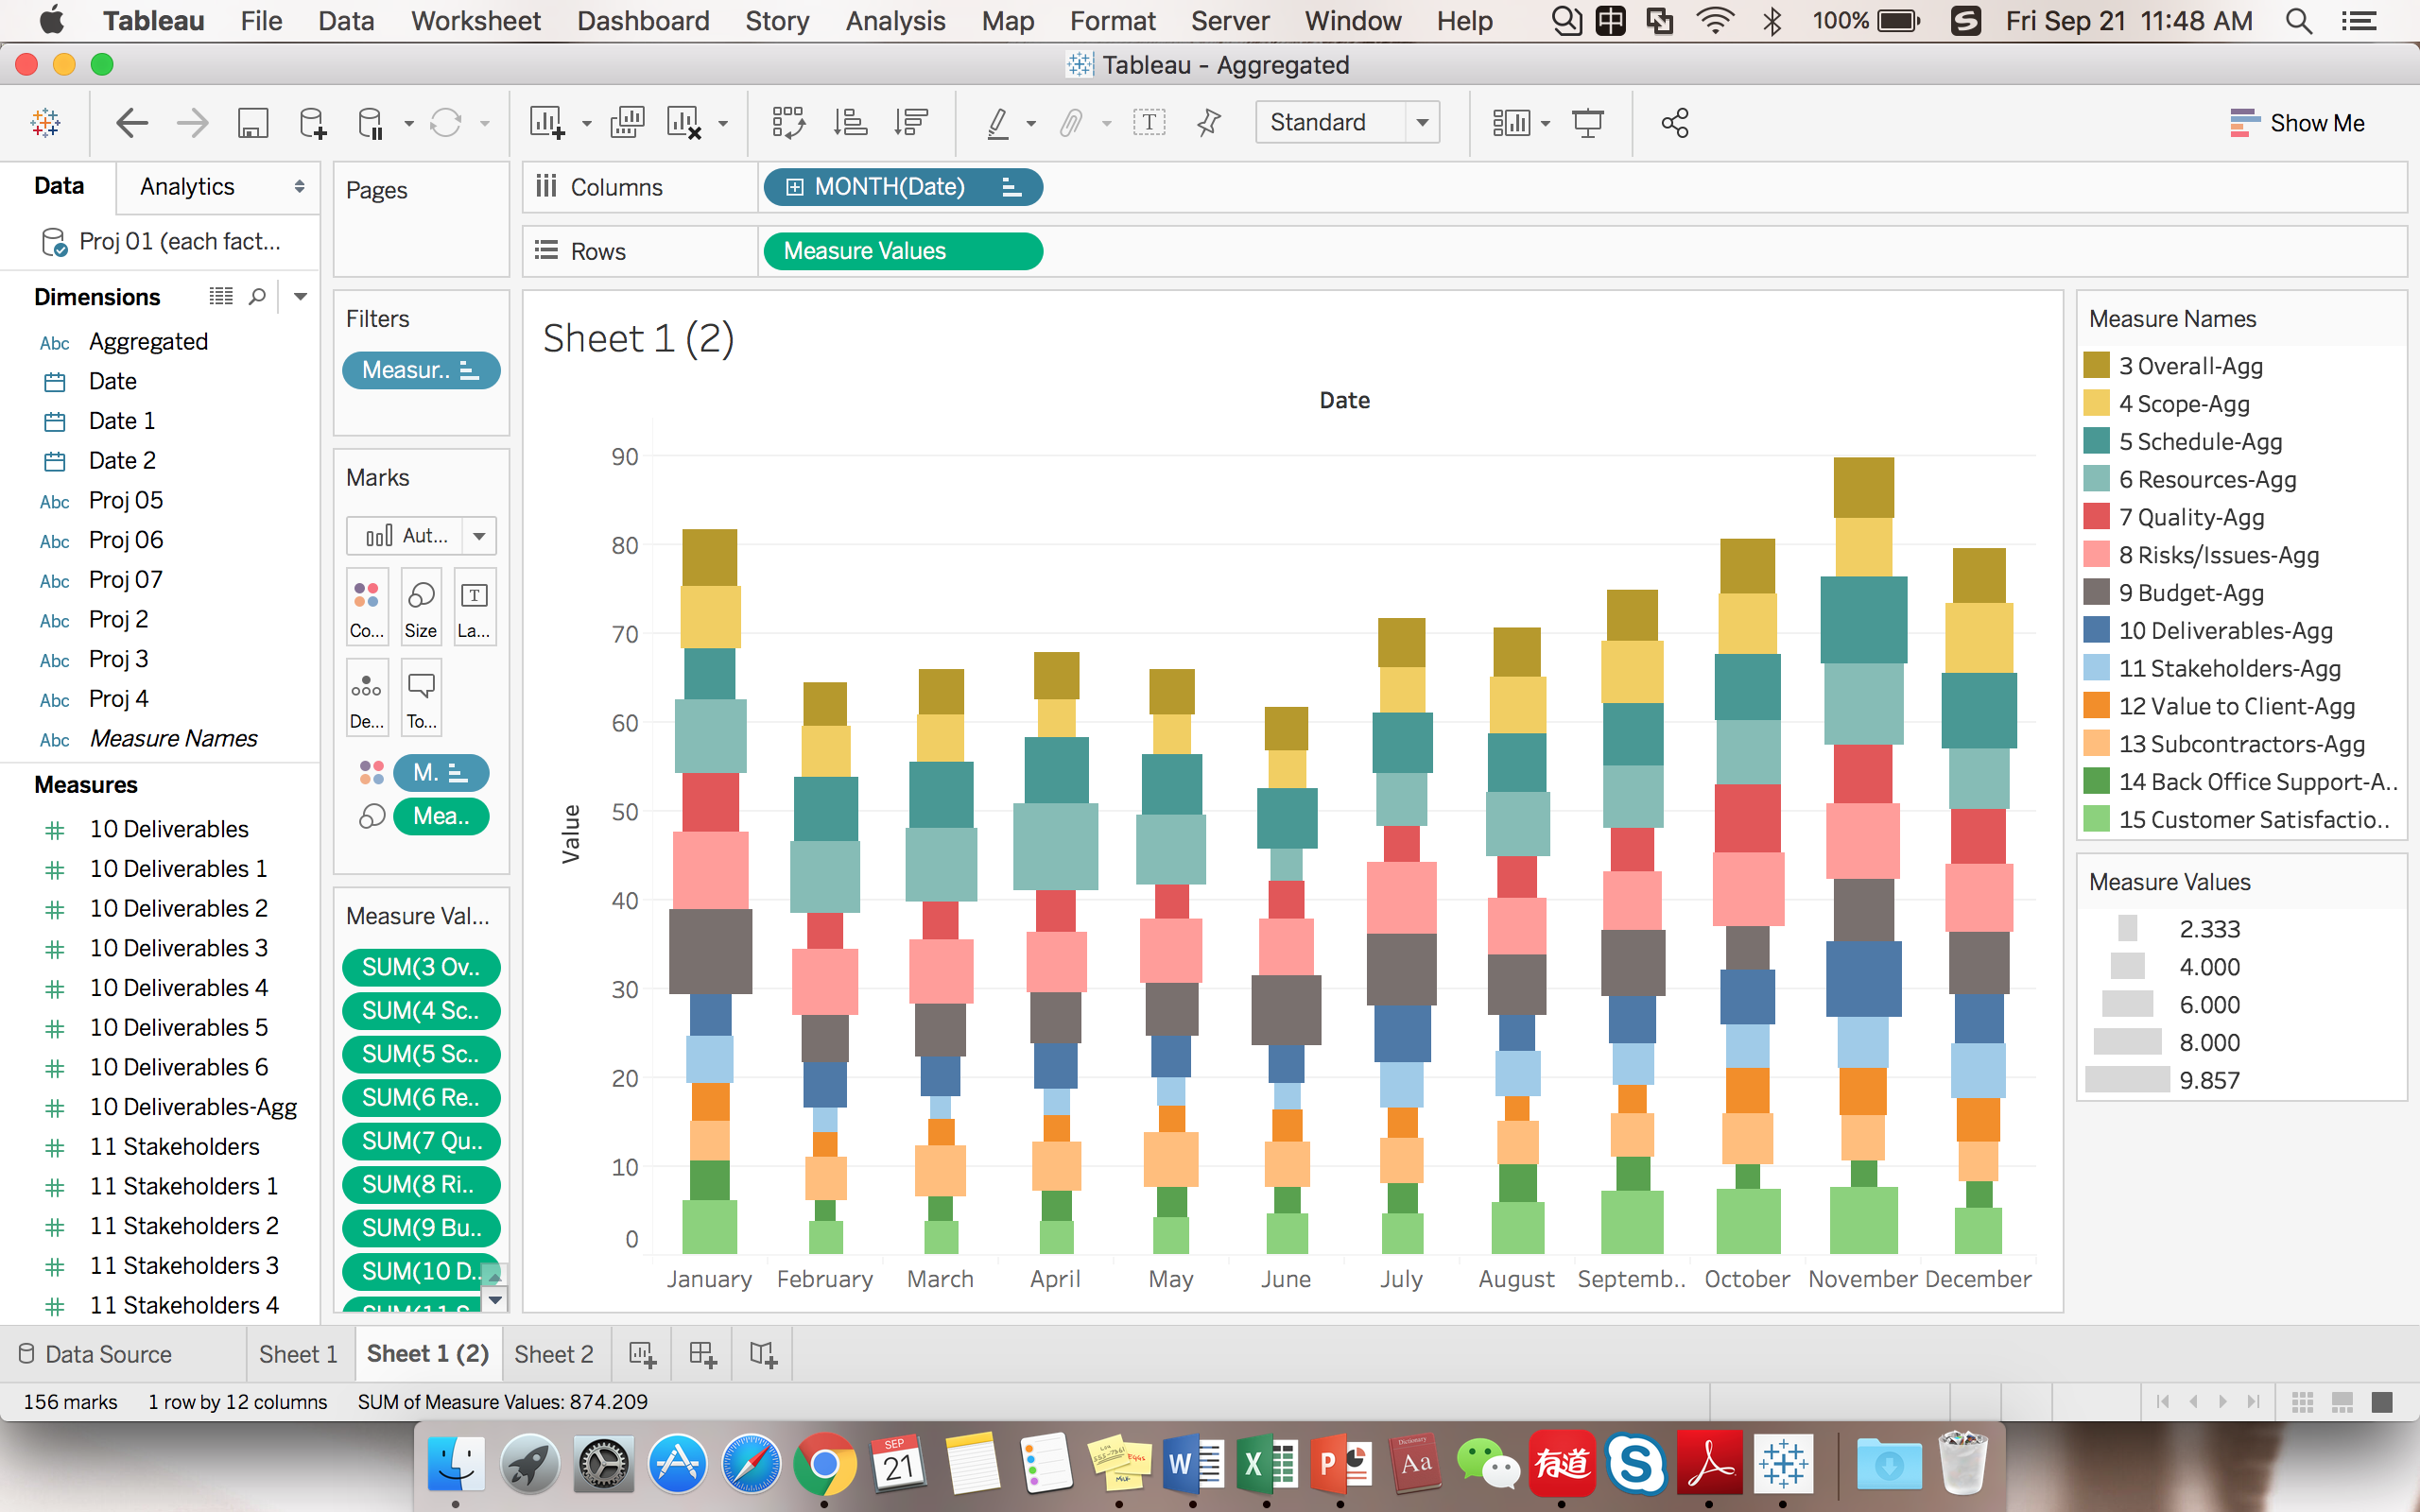 Tableau File Data Worksheet Dashboard Story Analysis Map Format Server Window Help 中 100% S Fri Sep 21 11:48 AM
Tableau - Aggregated
T Standard Show Me
Data Analytics
Proj 01 (each fact...
Dimensions
Abc Aggregated
Date
Date 1
Date 2
Abc Proj 05
Abc Proj 06
Abc Proj 07
Abc Proj 2
Abc Proj 3
Abc Proj 4
Abc Measure Names
Measures
10 Deliverables
10 Deliverables 1
10 Deliverables 2
10 Deliverables 3
10 Deliverables 4
10 Deliverables 5
10 Deliverables 6
10 Deliverables-Agg
11 Stakeholders
11 Stakeholders 1
11 Stakeholders 2
11 Stakeholders 3
11 Stakeholders 4
Pages
Filters
Measur..
Marks
Aut...
Co... Size La...
De... To...
M.
Mea..
Measure Val...
SUM(3 Ov..
SUM(4 Sc..
SUM(5 Sc..
SUM(6 Re..
SUM(7 Qu..
SUM(8 Ri..
SUM(9 Bu..
SUM(10 D..
SUM(11 S
Columns MONTH(Date)
Rows Measure Values
Sheet 1 (2)
Date
Value
90
80
70
60
50
40
30
20
10
0
January February March April May June July August Septemb.. October November December
Measure Names
3 Overall-Agg
4 Scope-Agg
5 Schedule-Agg
6 Resources-Agg
7 Quality-Agg
8 Risks/Issues-Agg
9 Budget-Agg
10 Deliverables-Agg
11 Stakeholders-Agg
12 Value to Client-Agg
13 Subcontractors-Agg
14 Back Office Support-A..
15 Customer Satisfactio..
Measure Values
2.333
4.000
6.000
8.000
9.857
Data Source Sheet 1 Sheet 1 (2) Sheet 2
156 marks 1 row by 12 columns SUM of Measure Values: 874.209
SEP
21
W X P
Dictionary
Aa
有道
S